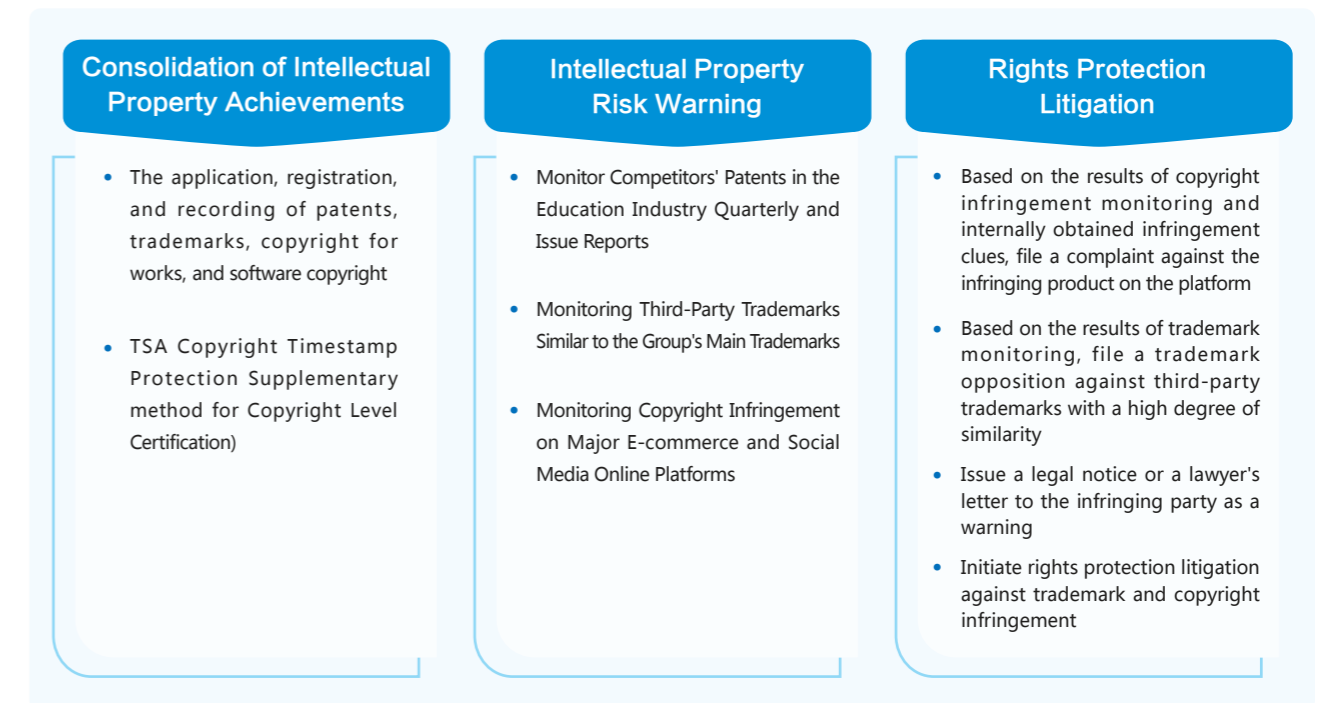 Consolidation of Intellectual
Property Achievements
• The application, registration,
and recording of patents,
trademarks, copyright for
works, and software copyright
• TSA Copyright Timestamp
Protection Supplementary
method for Copyright Level
Certification)
Intellectual Property
Risk Warning
• Monitor Competitors' Patents in the
Education Industry Quarterly and
Issue Reports
• Monitoring Third-Party Trademarks
Similar to the Group's Main Trademarks
• Monitoring Copyright Infringement
on Major E-commerce and Social
Media Online Platforms
Rights Protection
Litigation
• Based on the results of copyright
infringement monitoring and
internally obtained infringement
clues, file a complaint against the
infringing product on the platform
• Based on the results of trademark
monitoring, file a trademark
opposition against third-party
trademarks with a high degree of
similarity
• Issue a legal notice or a lawyer's
letter to the infringing party as a
warning
• Initiate rights protection litigation
against trademark and copyright
infringement